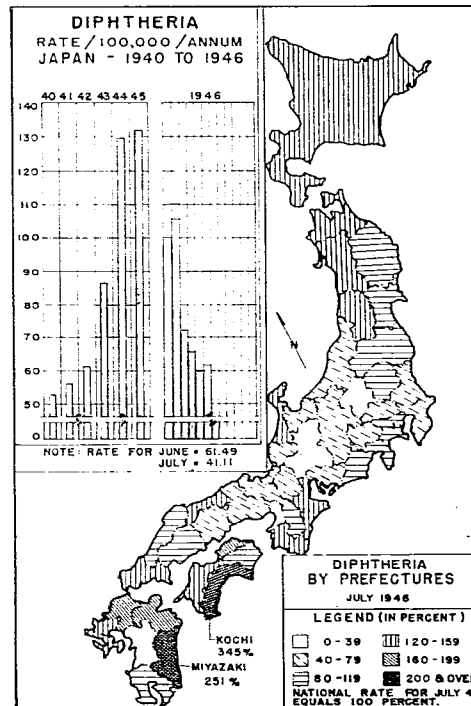 DIPHTHERIA
RATE/100,000/ANNUM
JAPAN - 1940 TO 1946
40 41 42 43 44 45 1946
140
130
120
110
100
90
80
70
60
50
0
NOTE: RATE FOR JUNE = 61.49
JULY = 41.11
N
KOCHI
345%
MIYAZAKI
251 %
DIPHTHERIA
BY PREFECTURES
JULY 1946
LEGEND (IN PERCENT)
0-39 120-159
40-79 160-199
80-119 200 & OVER
NATIONAL RATE FOR JULY 4
EQUALS 100 PERCENT.